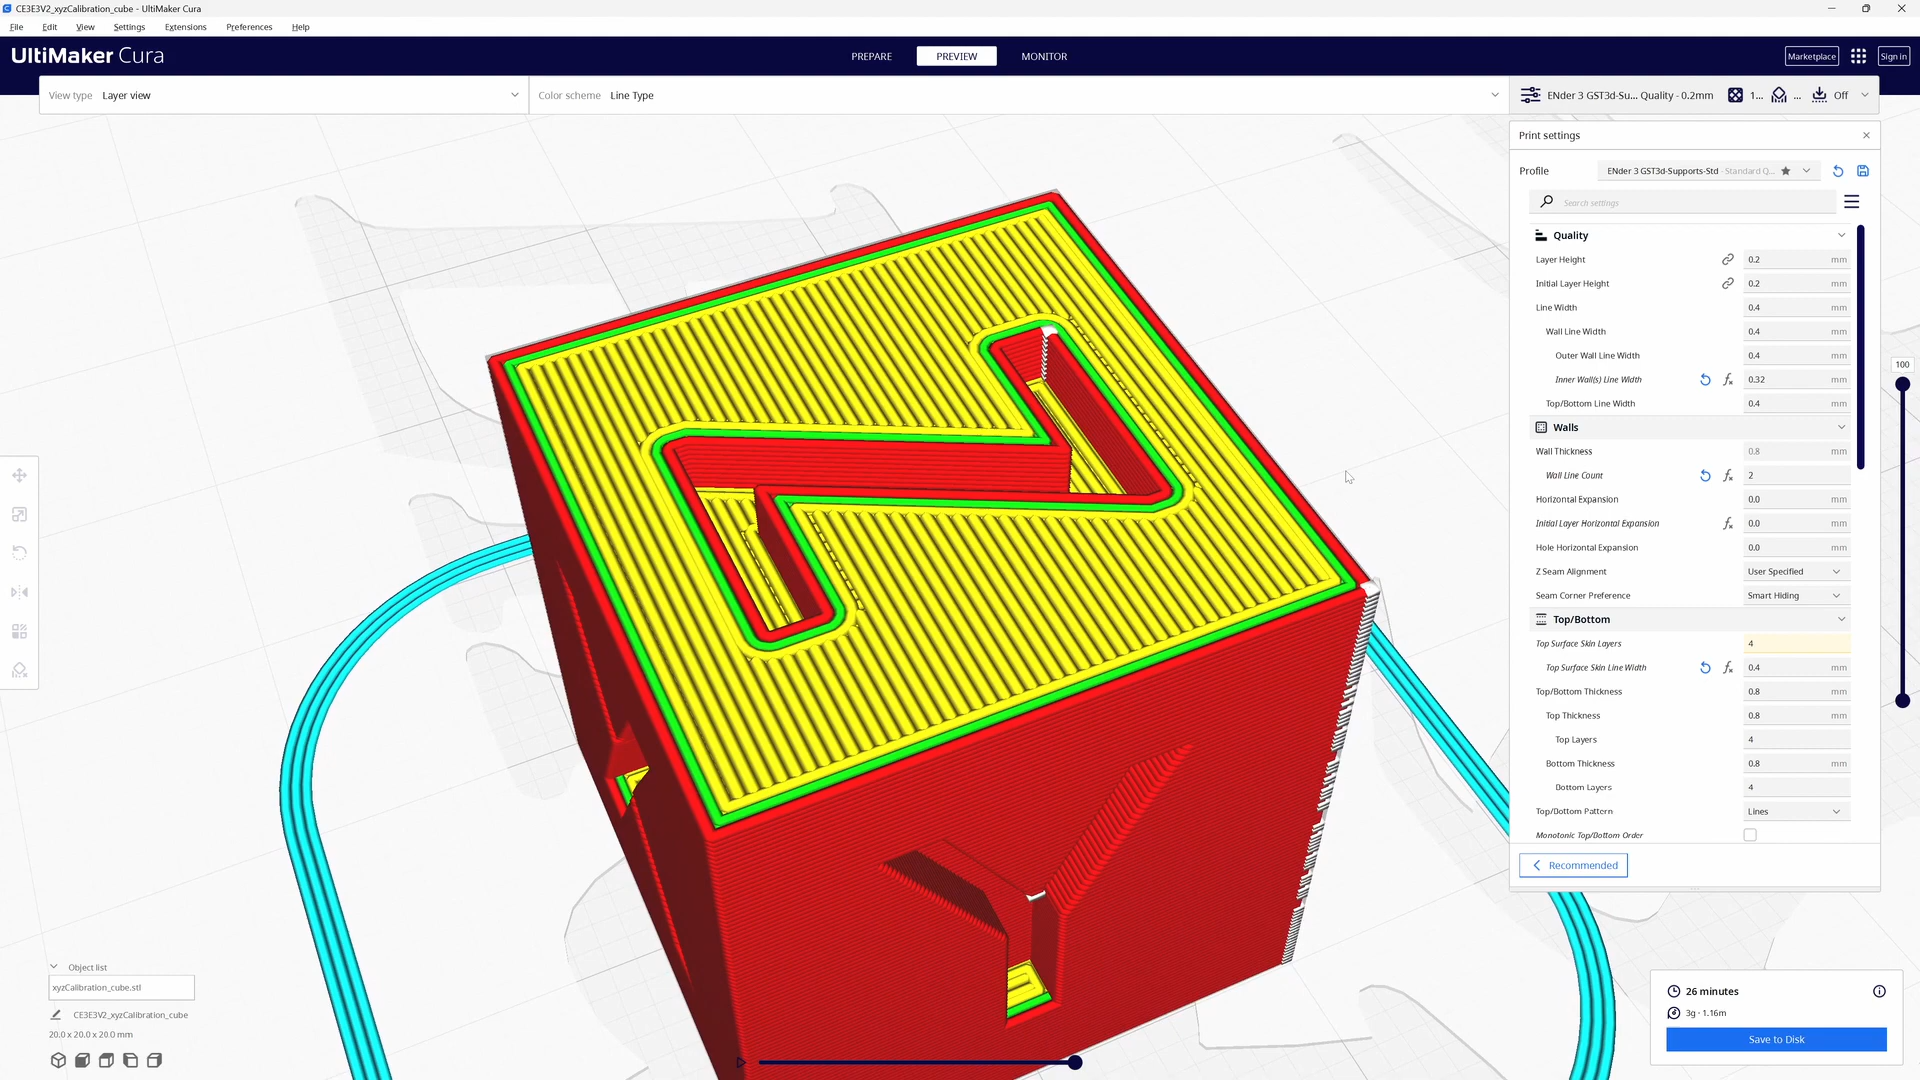 CE3E3V2_xyzCalibration_cube - UltiMaker Cura
File Edit View Settings Extensions Preferences Help
UltiMaker Cura
PREPARE PREVIEW MONITOR
Marketplace Sign in
View type Layer view
Color scheme Line Type
ENder 3 GST3d-Su... Quality - 0.2mm 1... ... Off
Print settings
Profile ENder 3 GST3d-Supports-Std - Standard Q...
Search settings
Quality
Layer Height 0.2 mm
Initial Layer Height 0.2 mm
Line Width 0.4 mm
Wall Line Width 0.4 mm
Outer Wall Line Width 0.4 mm
Inner Wall(s) Line Width 0.32 mm
Top/Bottom Line Width 0.4 mm
Walls
Wall Thickness 0.8 mm
Wall Line Count 2
Horizontal Expansion 0.0 mm
Initial Layer Horizontal Expansion 0.0 mm
Hole Horizontal Expansion 0.0 mm
Z Seam Alignment User Specified
Seam Corner Preference Smart Hiding
Top/Bottom
Top Surface Skin Layers 4
Top Surface Skin Line Width 0.4 mm
Top/Bottom Thickness 0.8 mm
Top Thickness 0.8 mm
Top Layers 4
Bottom Thickness 0.8 mm
Bottom Layers 4
Top/Bottom Pattern Lines
Monotonic Top/Bottom Order
Recommended
100
Z
Y
Object list
xyzCalibration_cube.stl
CE3E3V2_xyzCalibration_cube
20.0 x 20.0 x 20.0 mm
26 minutes
3g · 1.16m
Save to Disk